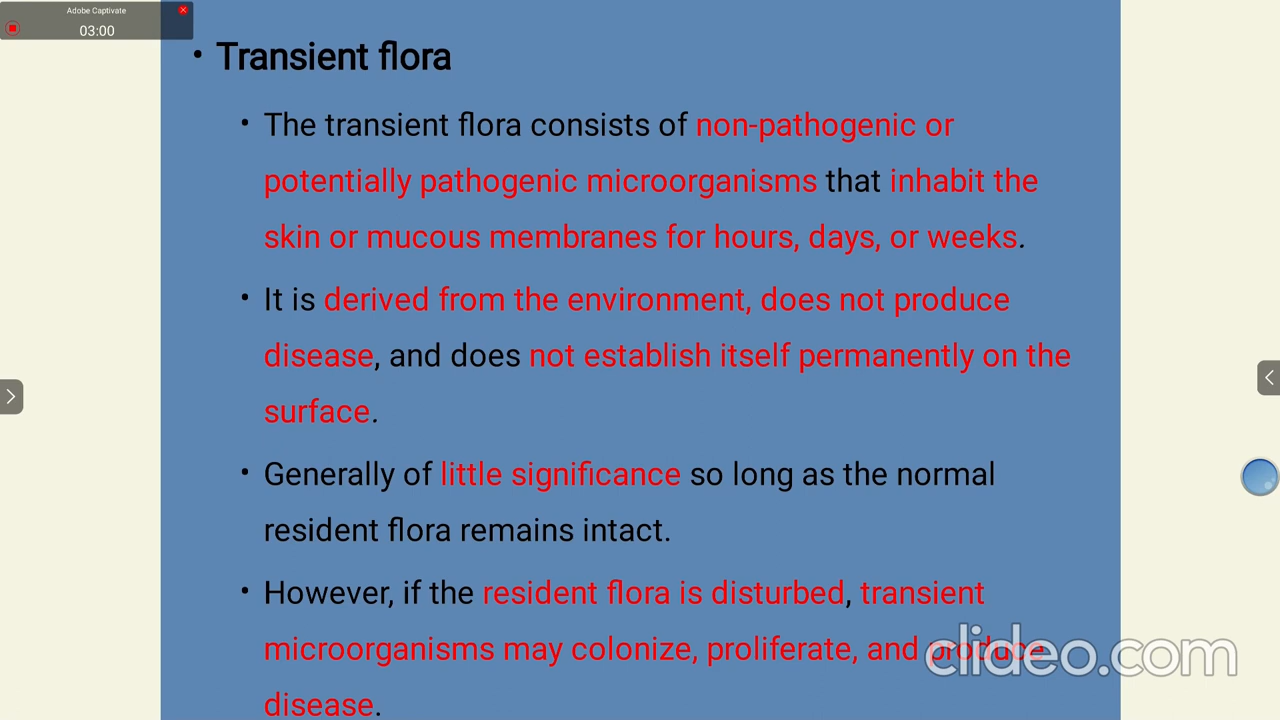 Adobe Captivate
03:00
• Transient flora
• The transient flora consists of non-pathogenic or
potentially pathogenic microorganisms that inhabit the
skin or mucous membranes for hours, days, or weeks.
• It is derived from the environment, does not produce
disease, and does not establish itself permanently on the
surface.
• Generally of little significance so long as the normal
resident flora remains intact.
• However, if the resident flora is disturbed, transient
microorganisms may colonize, proliferate, and produce
disease.
clideo.com